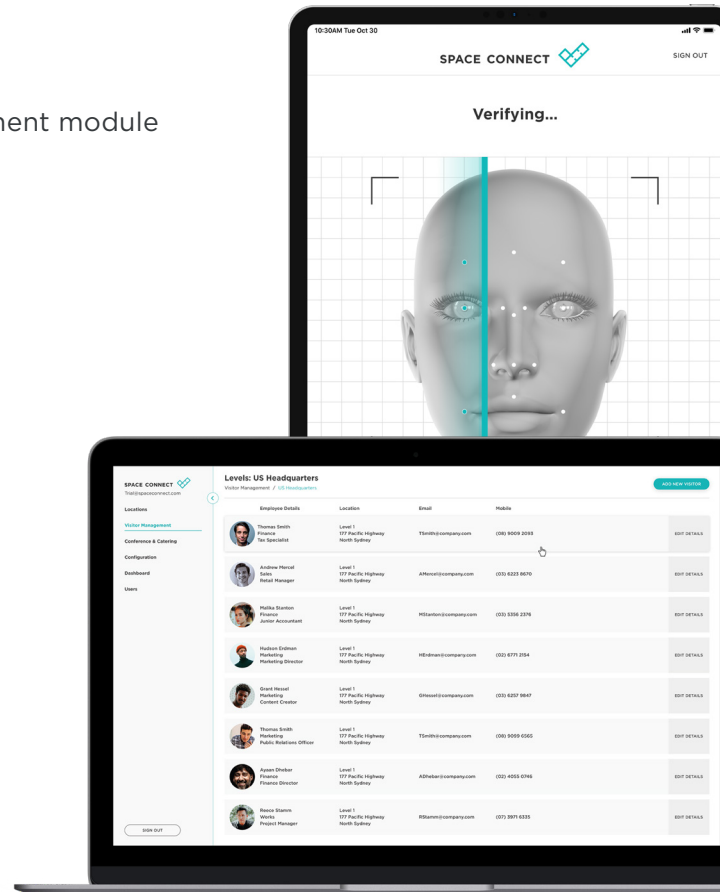 10:30AM Tue Oct 30
SPACE CONNECT
SIGN OUT
nent module
Verifying...
SPACE CONNECT
Trial@spaceconnect.com
Locations
Visitor Management
Conference & Catering
Configuration
Dashboard
Users
SIGN OUT
Levels: US Headquarters
Visitor Management / US Headquarters
ADD NEW VISITOR
Employee Details Location Email Mobile
Thomas Smith Level 1
Finance 177 Pacific Highway TSmith@company.com (08) 9009 2093 EDIT DETAILS
Tax Specialist North Sydney
Andrew Mercel Level 1
Sales 177 Pacific Highway AMercel@company.com (03) 6223 8670 EDIT DETAILS
Retail Manager North Sydney
Malika Stanton Level 1
Finance 177 Pacific Highway MStanton@company.com (03) 5356 2376 EDIT DETAILS
Junior Accountant North Sydney
Hudson Erdman Level 1
Marketing 177 Pacific Highway HErdman@company.com (02) 6771 2154 EDIT DETAILS
Marketing Director North Sydney
Grant Hessel Level 1
Marketing 177 Pacific Highway GHessel@company.com (03) 6257 9847 EDIT DETAILS
Content Creator North Sydney
Thomas Smith Level 1
Marketing 177 Pacific Highway TSmith@company.com (08) 9009 6565 EDIT DETAILS
Public Relations Officer North Sydney
Ayaan Dhebar Level 1
Finance 177 Pacific Highway ADhebar@company.com (02) 4055 0746 EDIT DETAILS
Finance Director North Sydney
Reece Stamm Level 1
Works 177 Pacific Highway RStamm@company.com (07) 3971 6335 EDIT DETAILS
Project Manager North Sydney